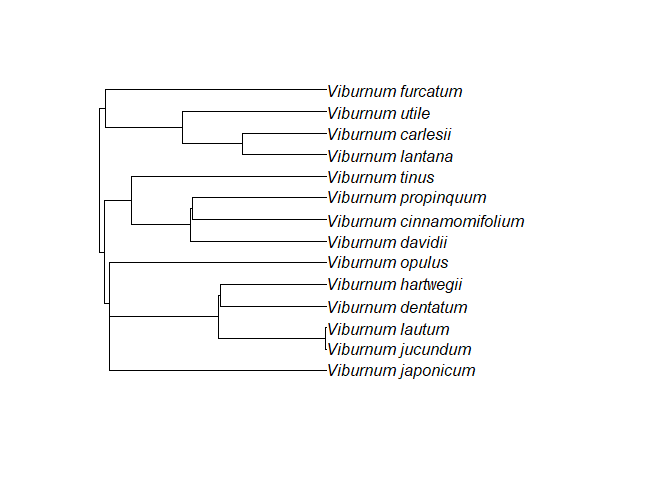 Viburnum furcatum
Viburnum utile
Viburnum carlesii
Viburnum lantana
Viburnum tinus
Viburnum propinquum
Viburnum cinnamomifolium
Viburnum davidii
Viburnum opulus
Viburnum hartwegii
Viburnum dentatum
Viburnum lautum
Viburnum jucundum
Viburnum japonicum